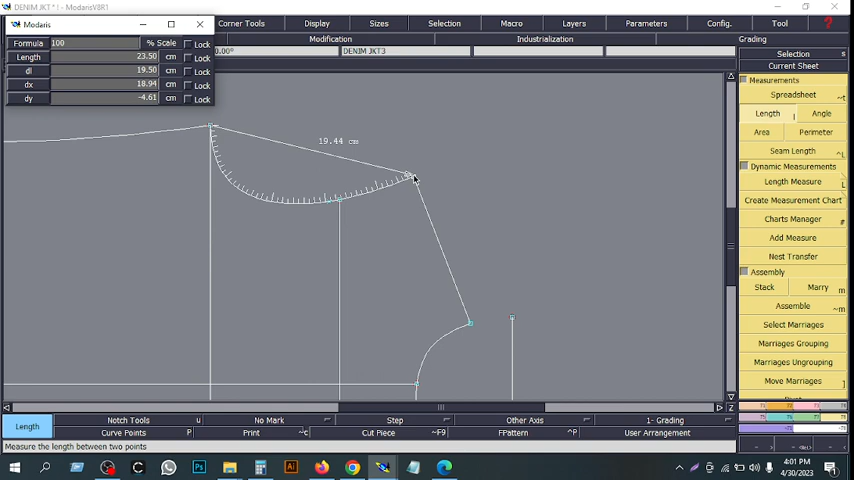 DENIM JKT * ! - ModarisV8R1
Modaris
Corner Tools
Display
Sizes
Selection
Macro
Layers
Parameters
Config.
Tool
?
Modification
Industrialization
Grading
0.00°
DENIM JKT3
Formula
100
% Scale
Lock
Length
23.50
cm
Lock
dl
19.50
cm
Lock
dx
18.94
cm
Lock
dy
-4.61
cm
Lock
19.44 cm
Selection
s
Current Sheet
Measurements
Spreadsheet
~t
Length
l
Angle
Area
Perimeter
Seam Length
^L
Dynamic Measurements
Length Measure
L
Create Measurement Chart
Charts Manager
Add Measure
Nest Transfer
Assembly
Stack
Marry
m
Assemble
~m
Select Marriages
Marriages Grouping
Marriages Ungrouping
Move Marriages
]
Z
Length
Notch Tools
u
No Mark
Step
Other Axis
1- Grading
Curve Points
P
Print
~c
Cut Piece
~F9
FPattern
^P
User Arrangement
Measure the length between two points
4:01 PM
4/30/2023